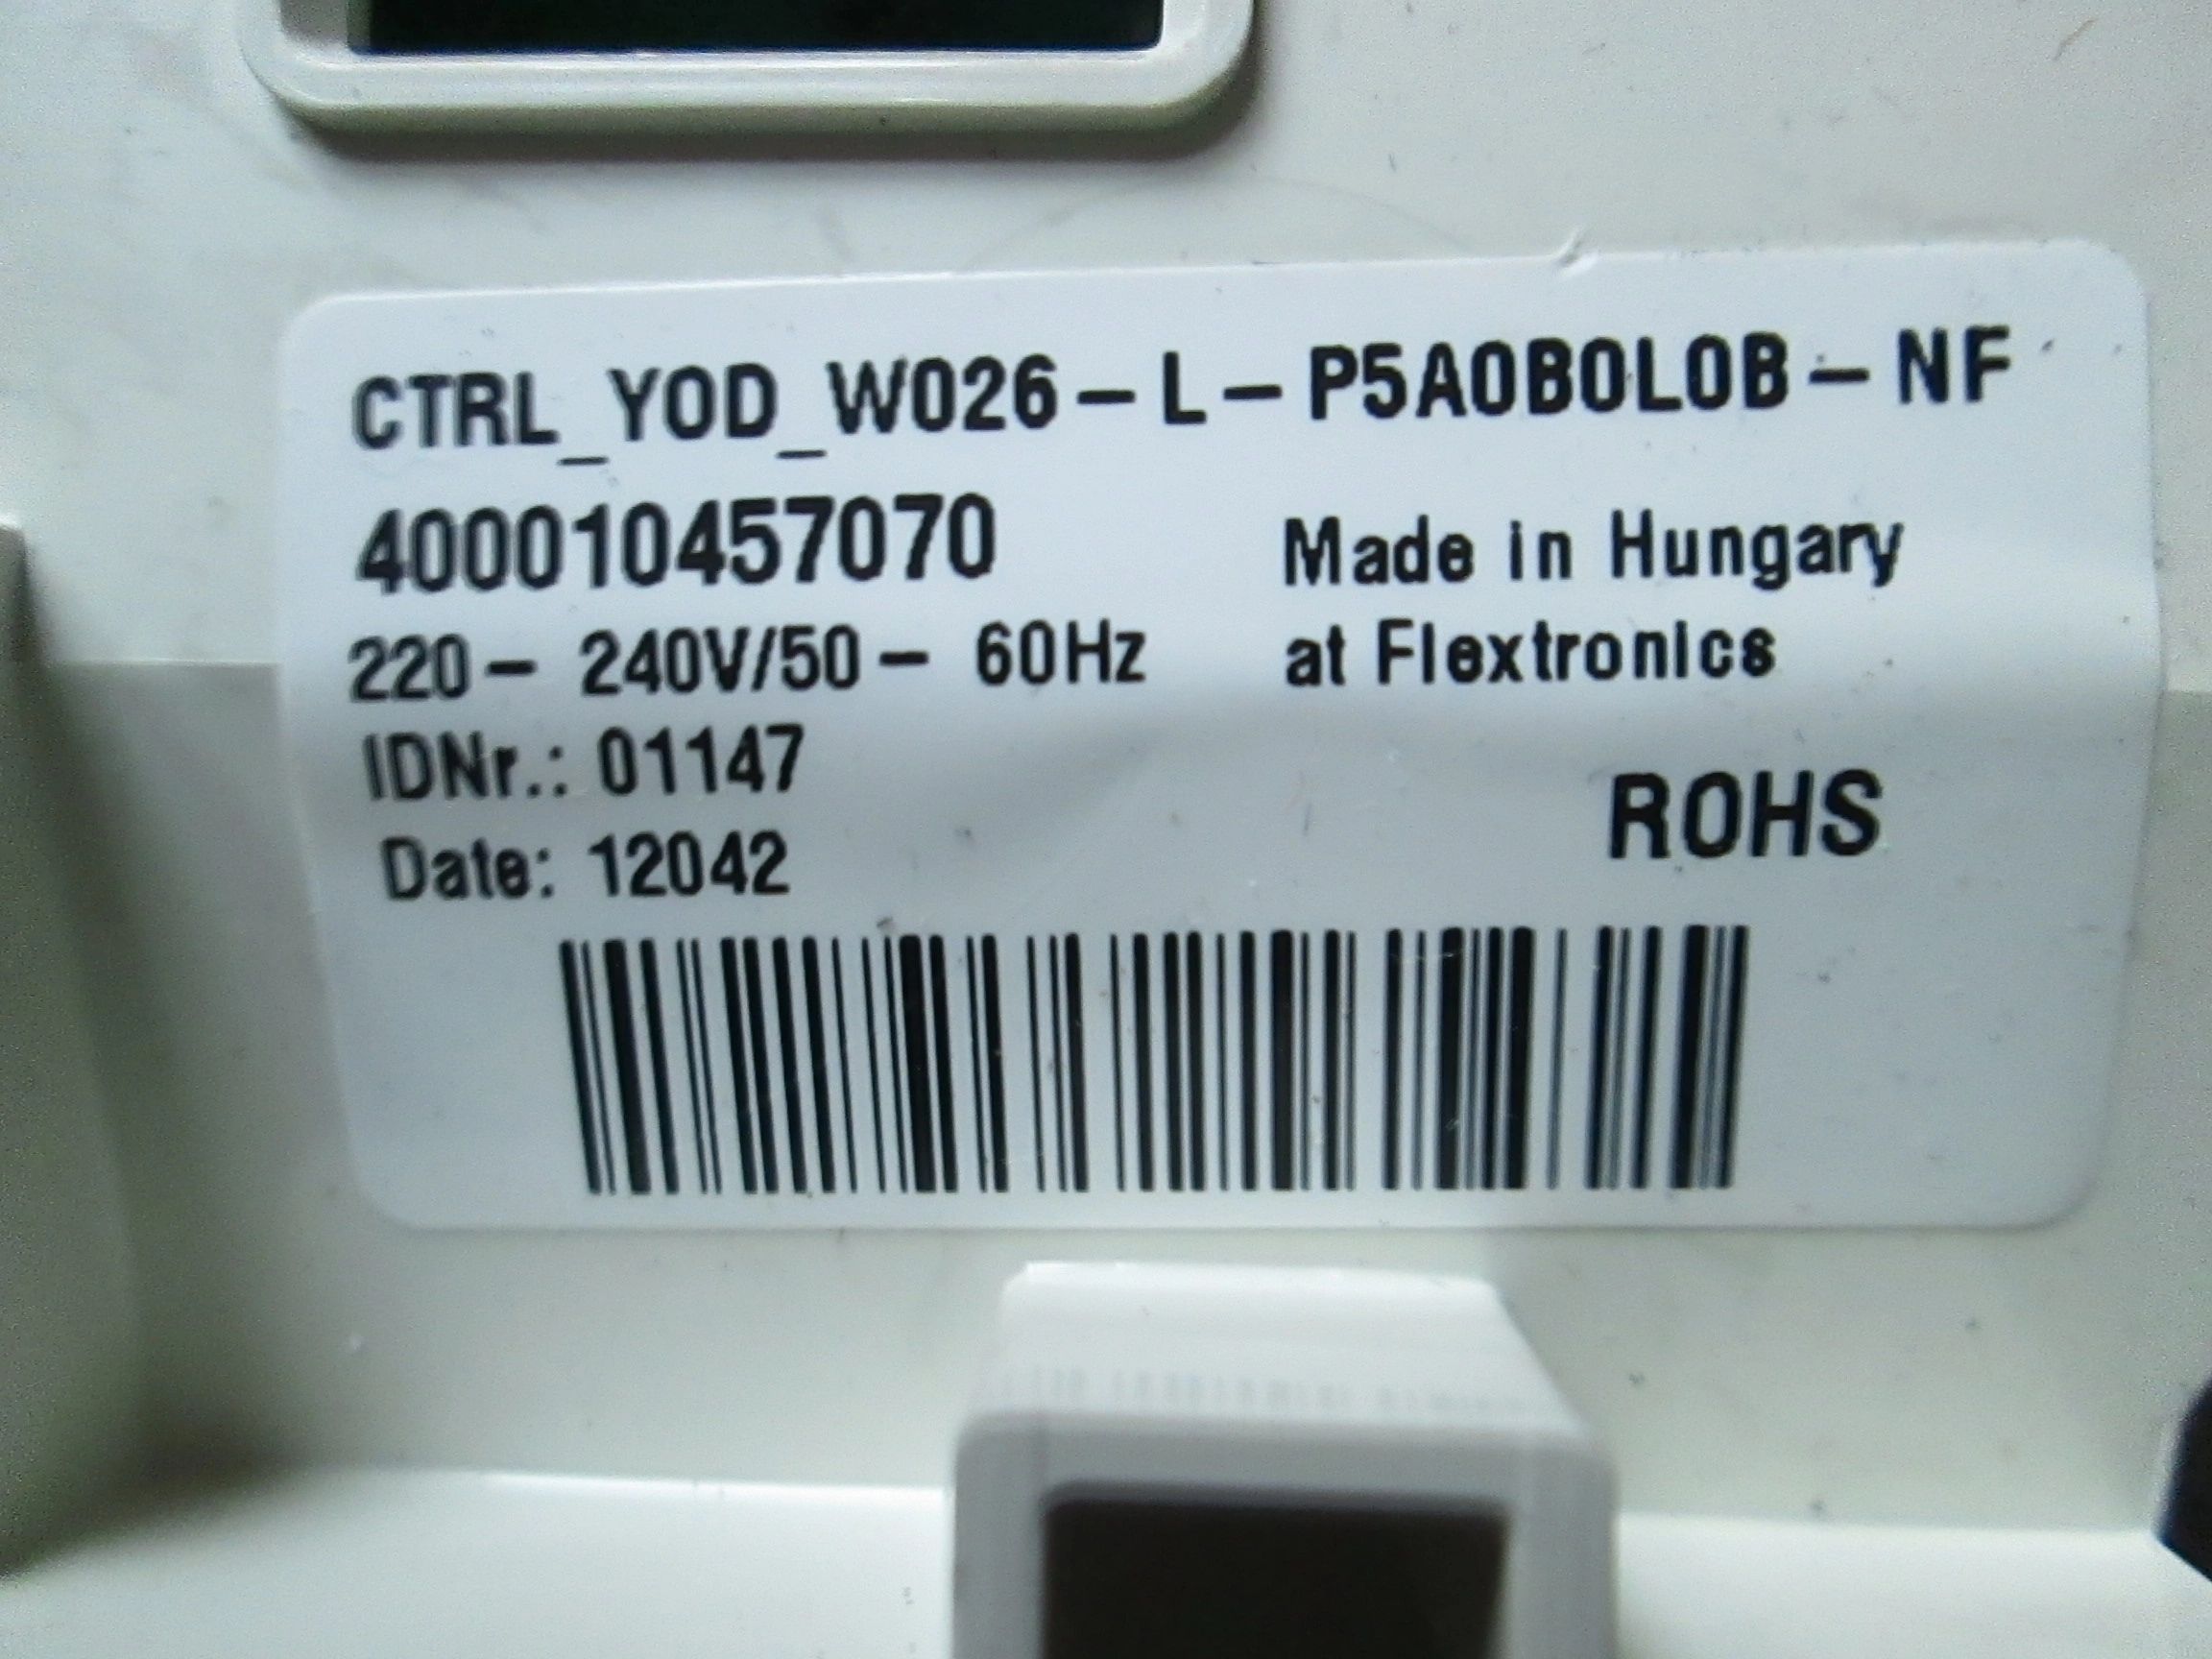 CTRL_YOD_W026-L-P5A0B0L0B-NF
400010457070
Made in Hungary
220- 240V/50- 60Hz
at Flextronics
IDNr.: 01147
ROHS
Date: 12042